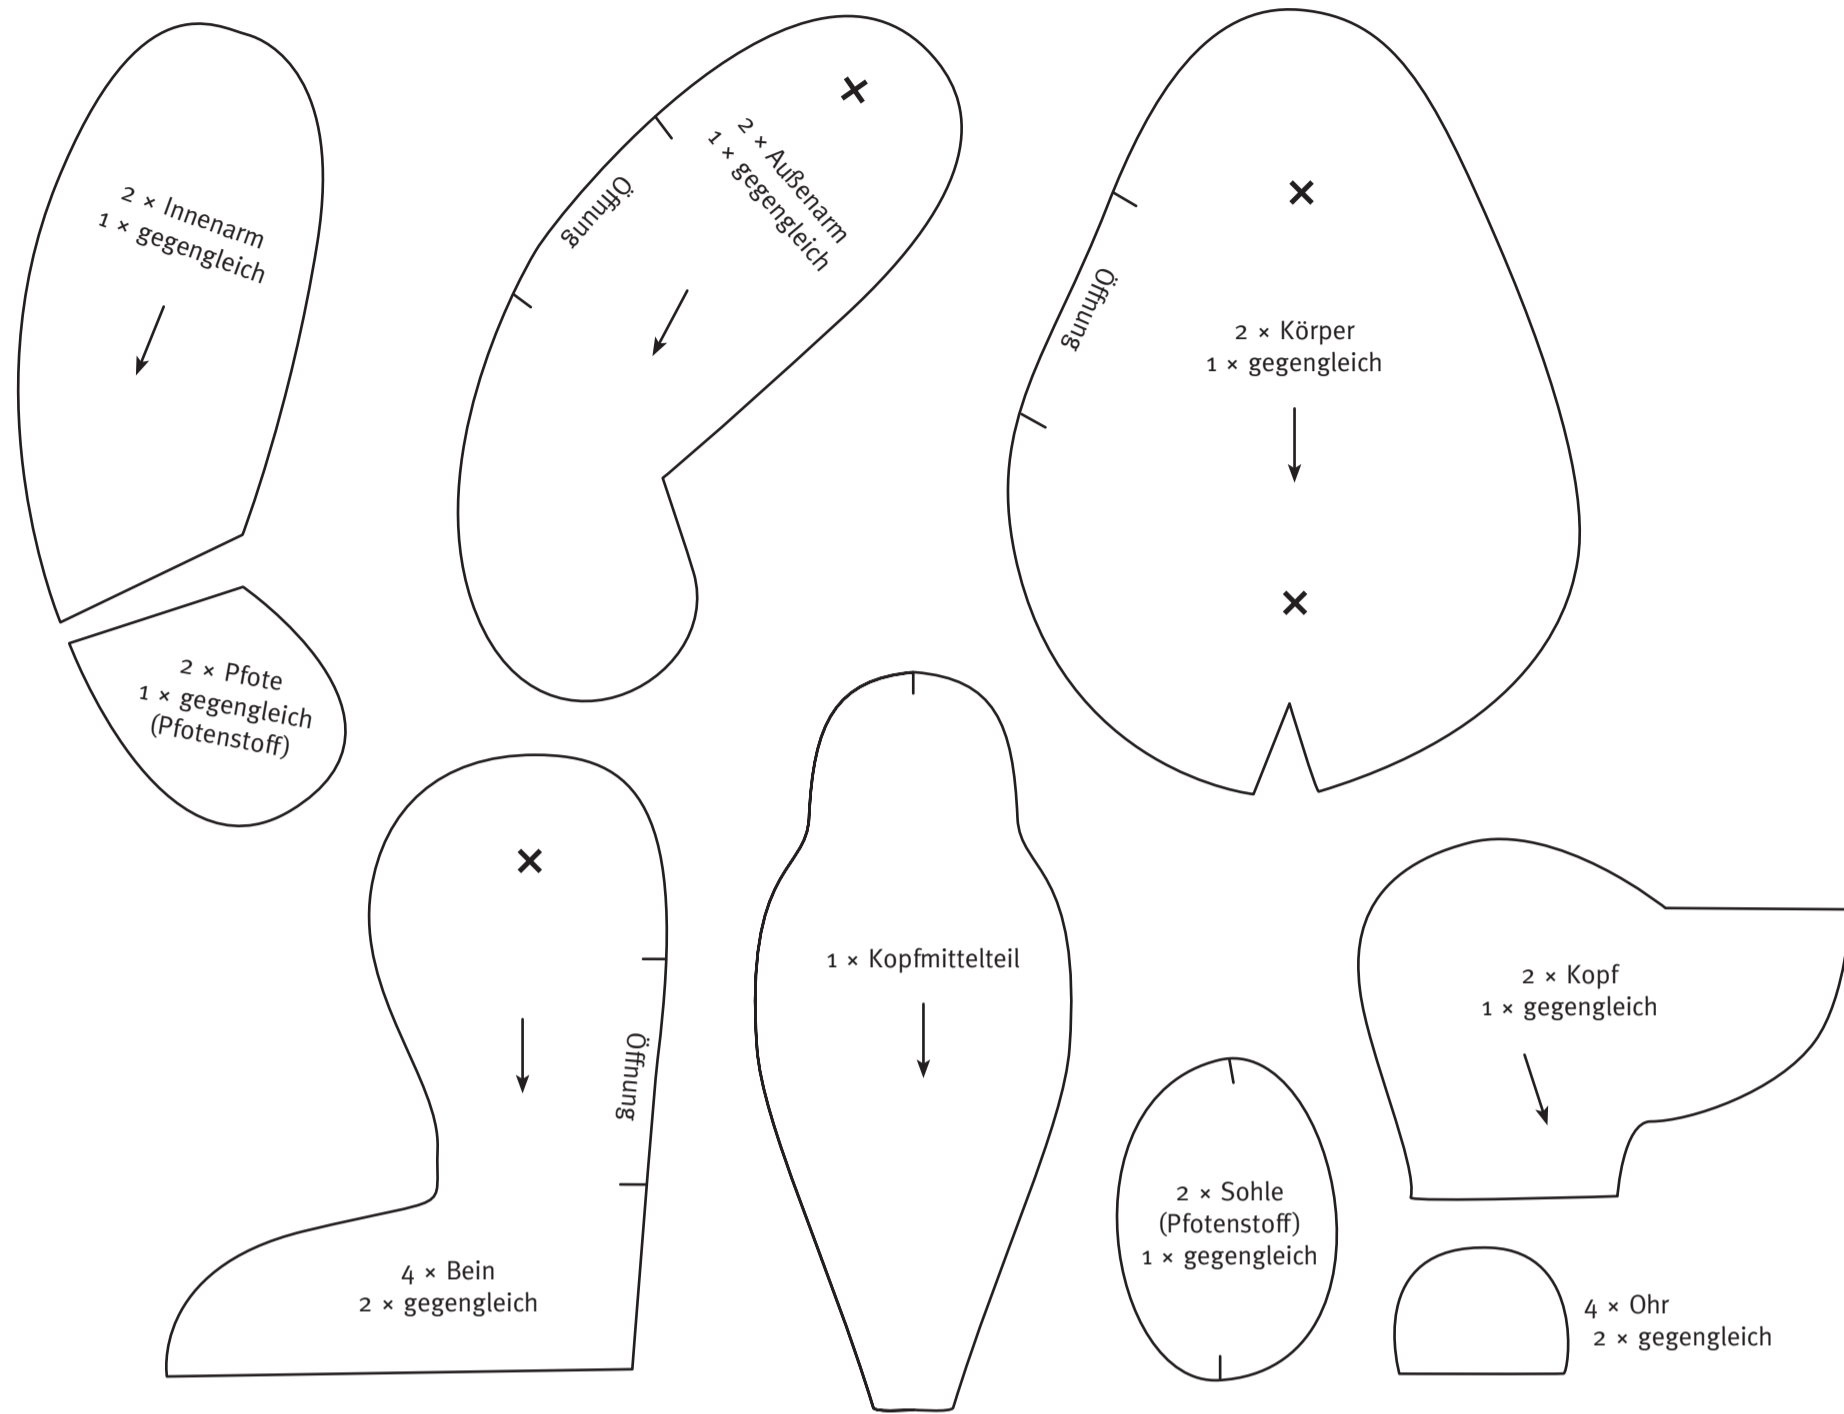 2 × Innenarm
1 × gegengleich
Öffnung
2 × Außenarm
1 × gegengleich
Öffnung
2 × Körper
1 × gegengleich
2 × Pfote
1 × gegengleich
(Pfotenstoff)
1 × Kopfmittelteil
2 × Kopf
1 × gegengleich
Öffnung
4 × Bein
2 × gegengleich
2 × Sohle
(Pfotenstoff)
1 × gegengleich
4 × Ohr
2 × gegengleich